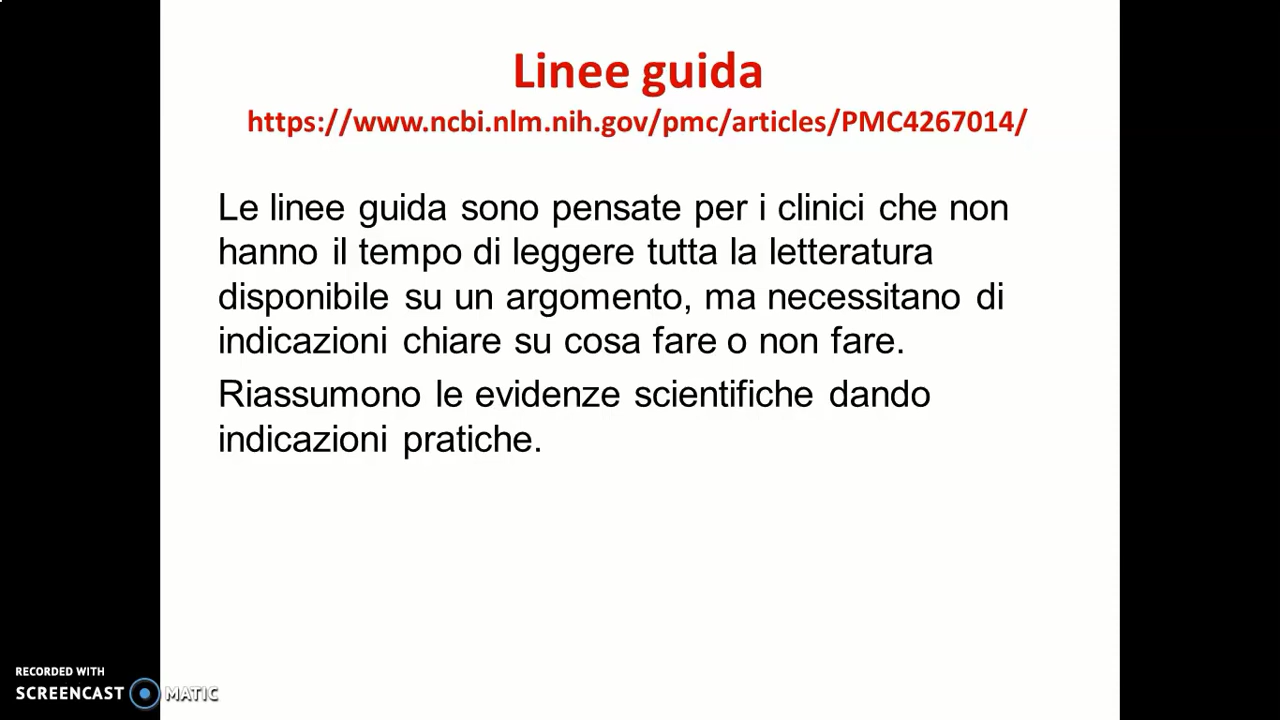 Linee guida
https://www.ncbi.nlm.nih.gov/pmc/articles/PMC4267014/
Le linee guida sono pensate per i clinici che non
hanno il tempo di leggere tutta la letteratura
disponibile su un argomento, ma necessitano di
indicazioni chiare su cosa fare o non fare.
Riassumono le evidenze scientifiche dando
indicazioni pratiche.
RECORDED WITH
SCREENCAST MATIC